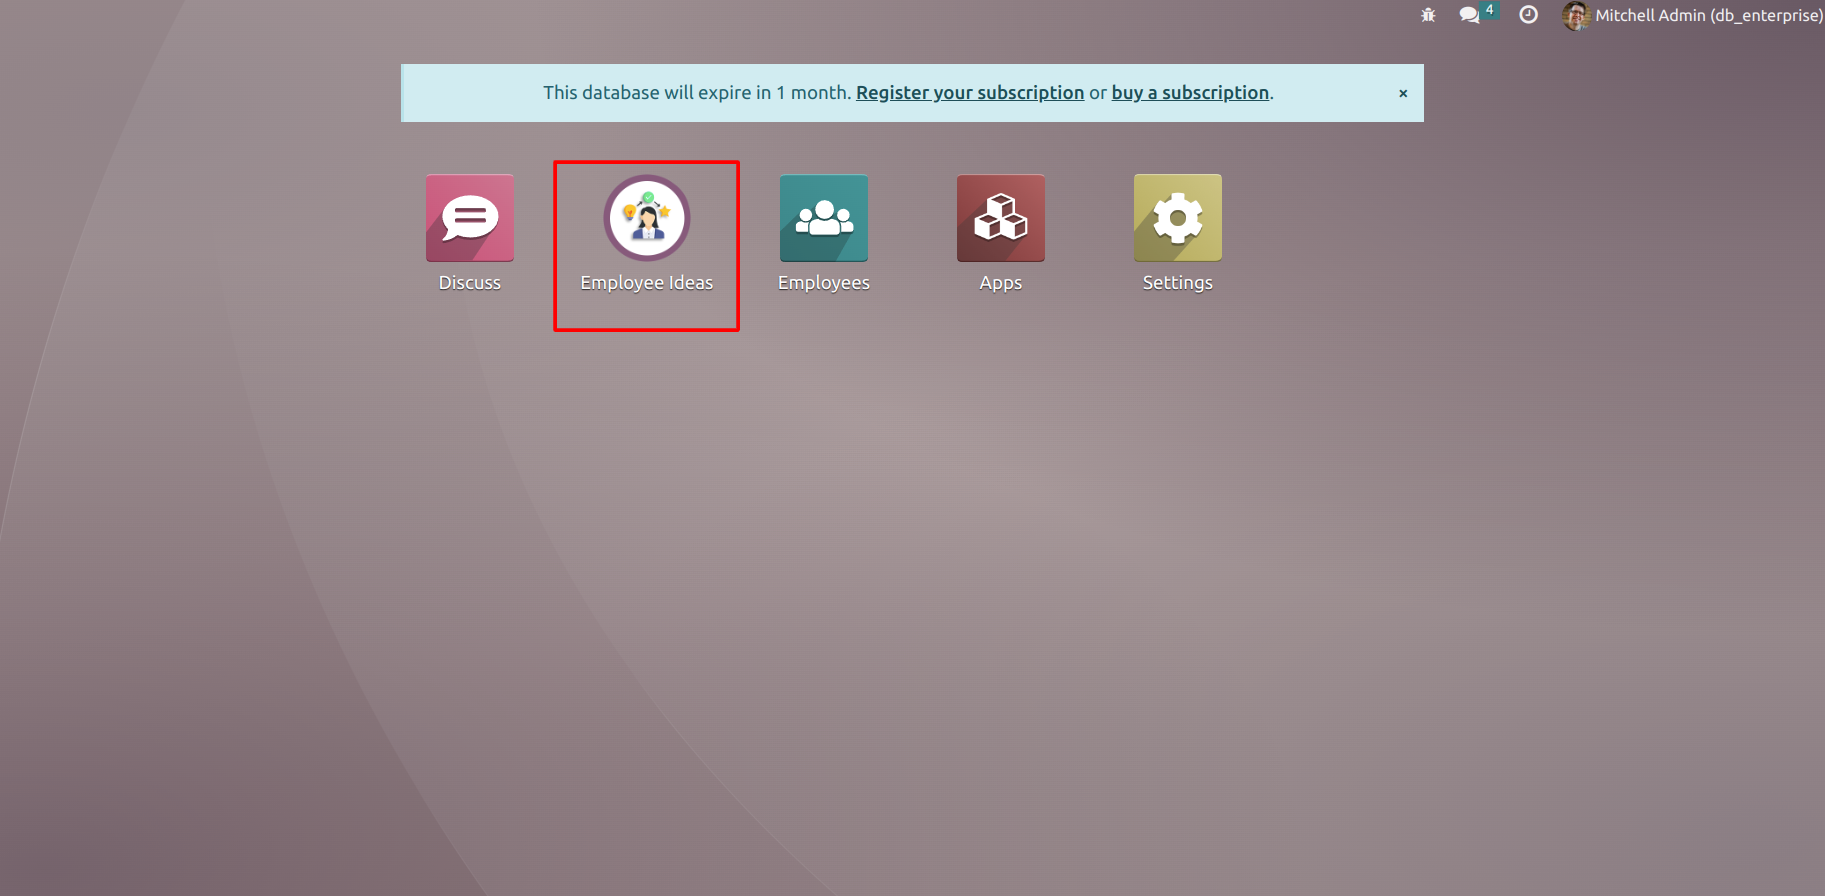 4
Mitchell Admin (db_enterprise)
This database will expire in 1 month. Register your subscription or buy a subscription.
×
Discuss
Employee Ideas
Employees
Apps
Settings